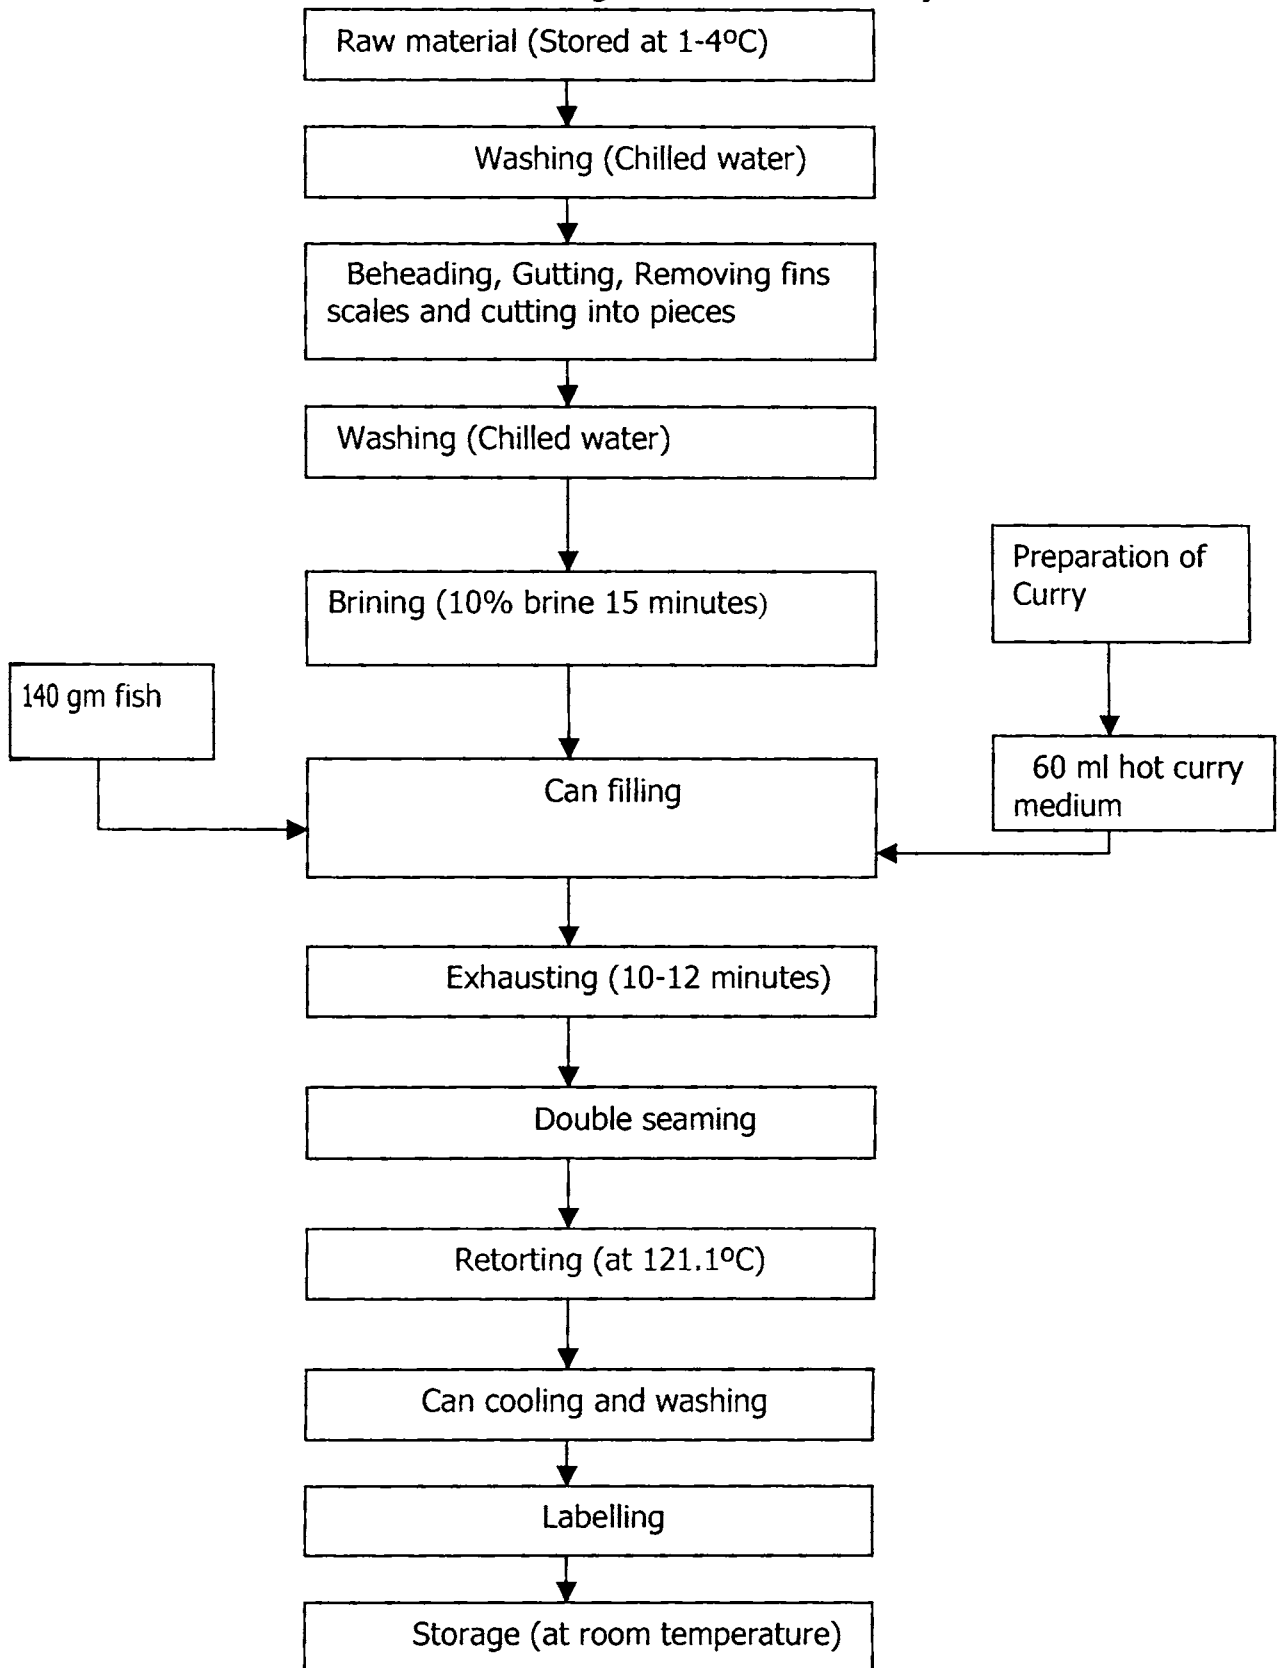 Raw material (Stored at 1-4ºC)
Washing (Chilled water)
Beheading, Gutting, Removing fins
scales and cutting into pieces
Washing (Chilled water)
Brining (10% brine 15 minutes)
Preparation of
Curry
140 gm fish
60 ml hot curry
medium
Can filling
Exhausting (10-12 minutes)
Double seaming
Retorting (at 121.1ºC)
Can cooling and washing
Labelling
Storage (at room temperature)